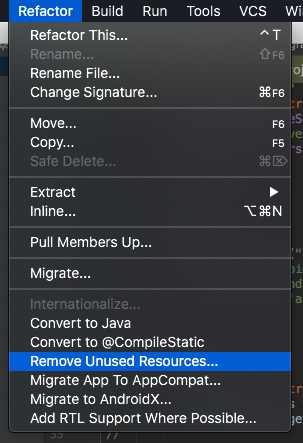 Refactor Build Run Tools VCS Wi
Refactor This... ^T
Rename... ⇧F6
Rename File...
Change Signature... ⌘F6
Move... F6
Copy... F5
Safe Delete... ⌘⌦
Extract ▶
Inline... ⌥⌘N
Pull Members Up...
Migrate...
Internationalize...
Convert to Java
Convert to @CompileStatic
Remove Unused Resources...
Migrate App To AppCompat...
Migrate to AndroidX...
Add RTL Support Where Possible...
35 //